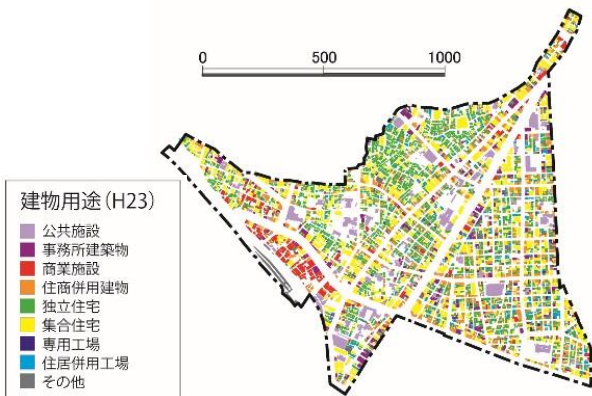 0 500 1000
建物用途(H23)
公共施設
事務所建築物
商業施設
住商併用建物
独立住宅
集合住宅
専用工場
住居併用工場
その他